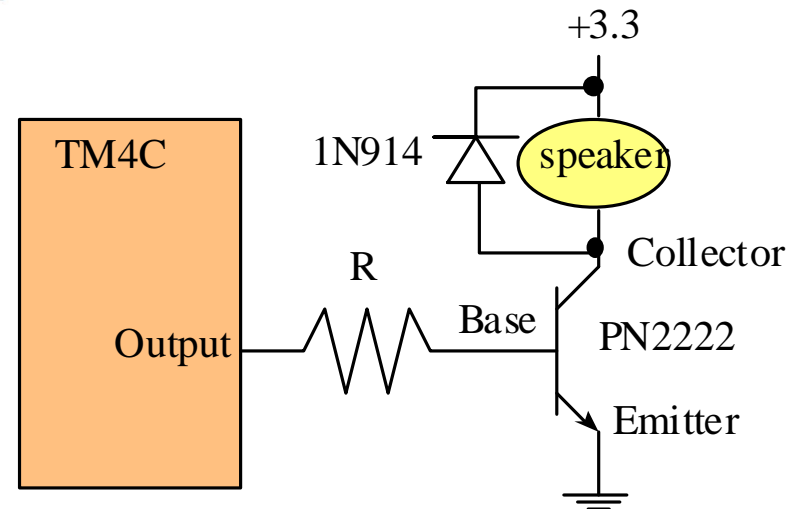 +3.3
TM4C
1N914
speaker
Collector
R
Base
Output
PN2222
Emitter